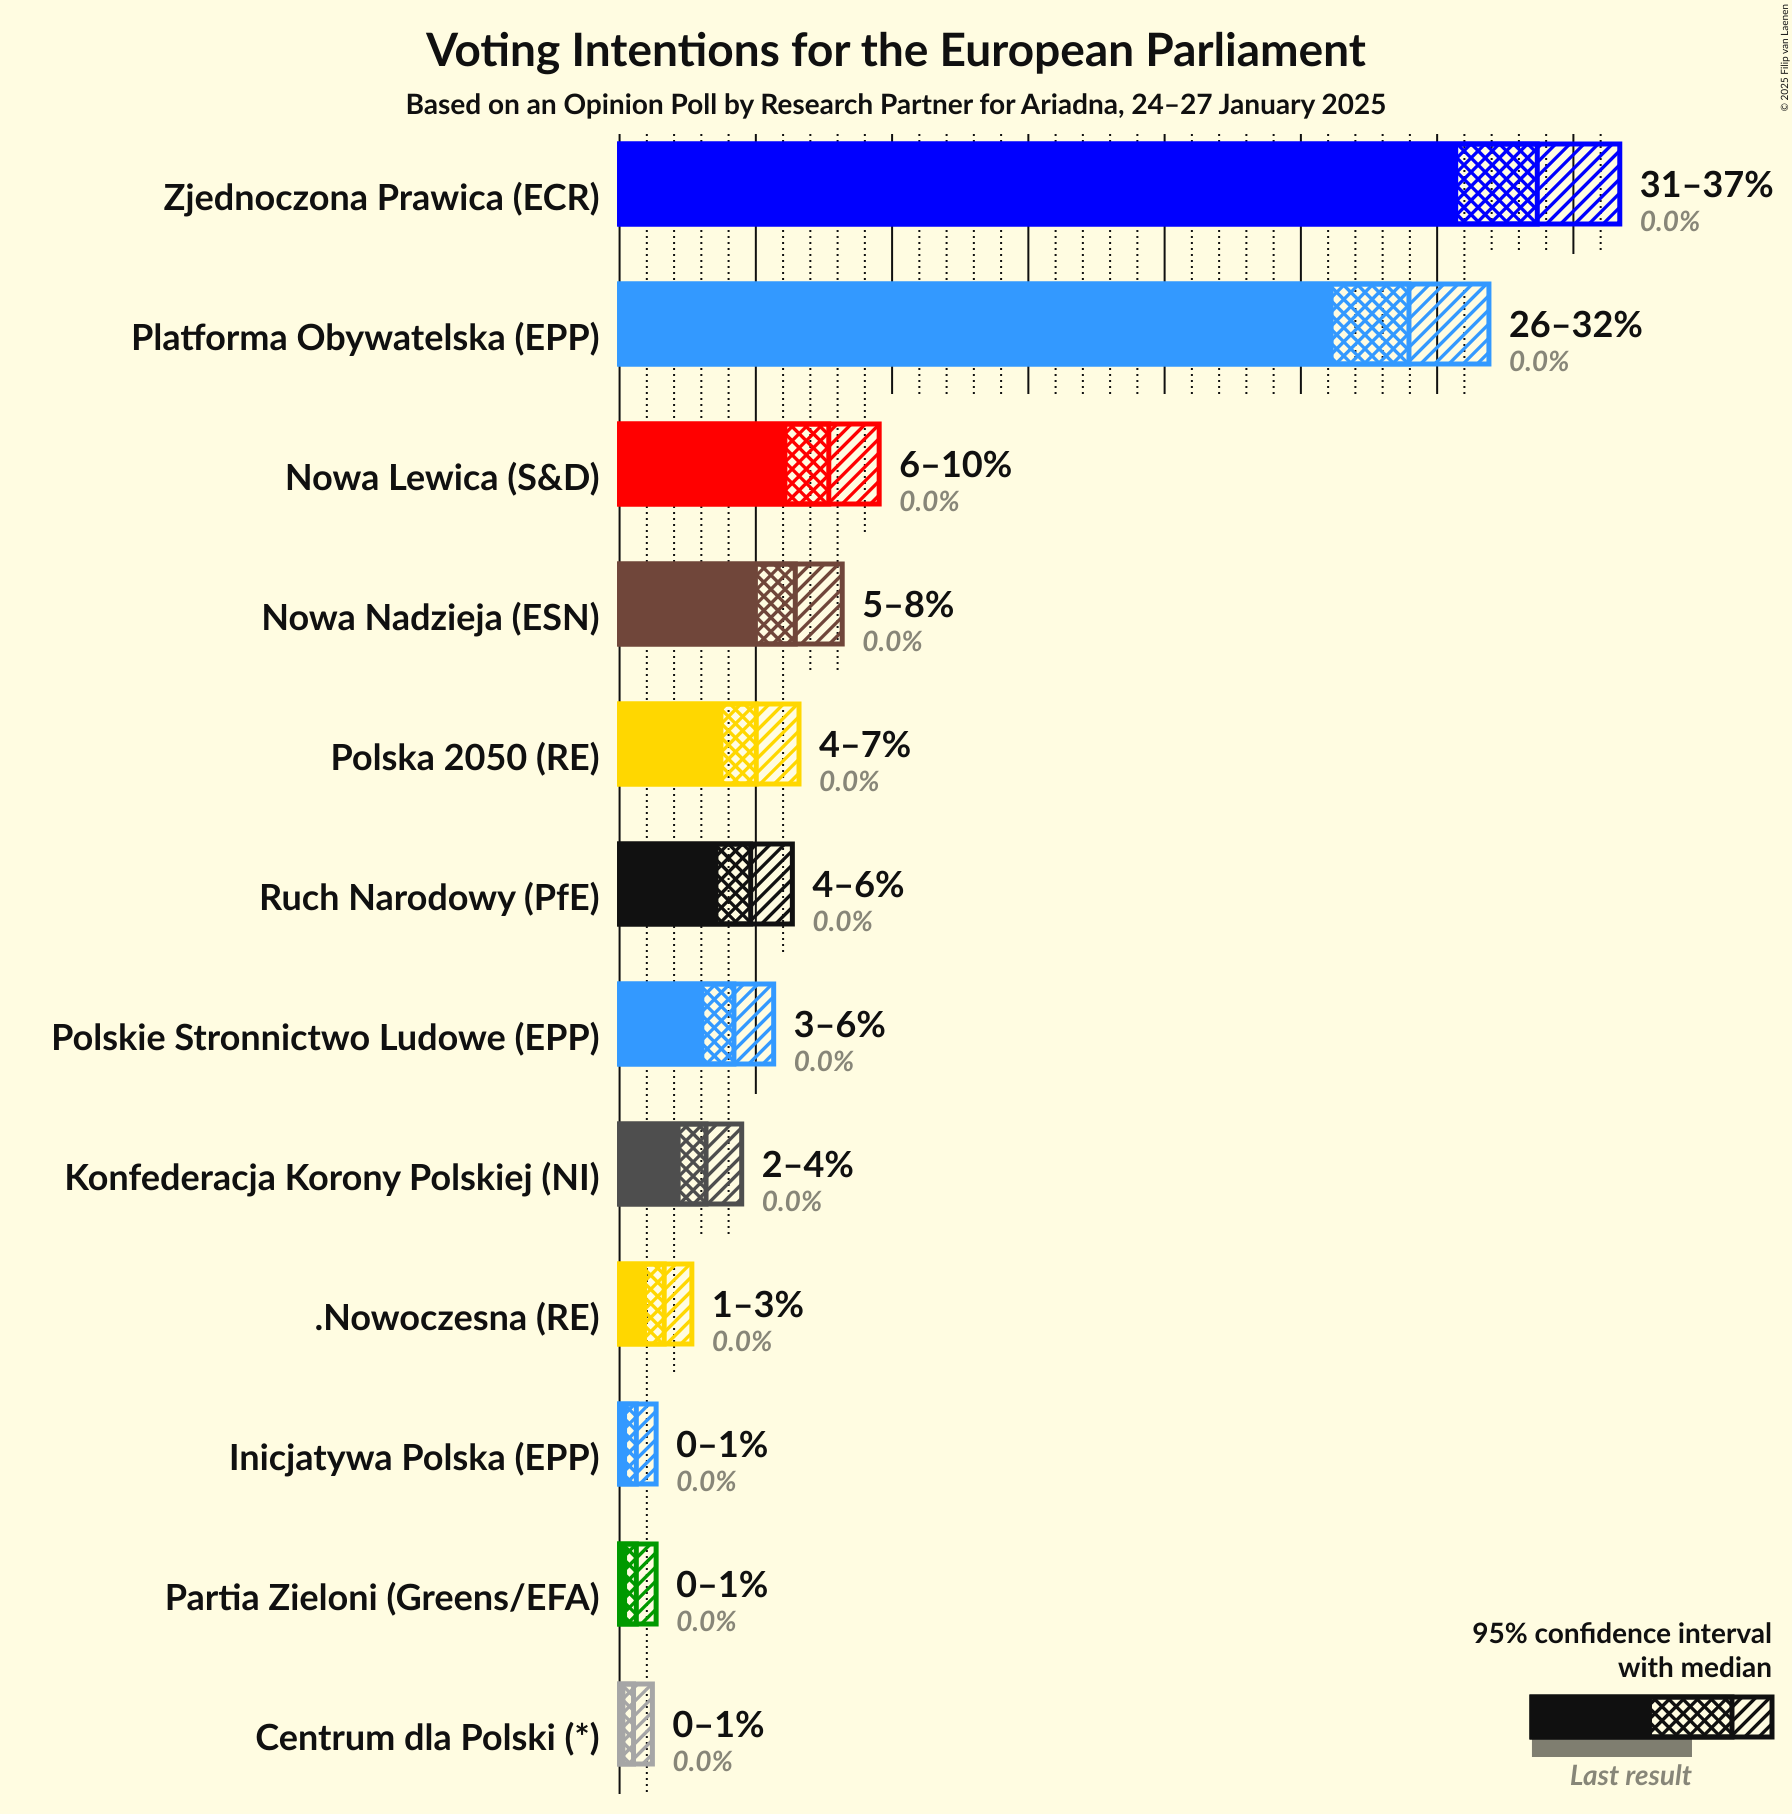 Voting Intentions for the European Parliament
Based on an Opinion Poll by Research Partner for Ariadna, 24–27 January 2025
© 2025 Filip van Laenen
Zjednoczona Prawica (ECR)
31–37%
0.0%
Platforma Obywatelska (EPP)
26–32%
0.0%
Nowa Lewica (S&D)
6–10%
0.0%
Nowa Nadzieja (ESN)
5–8%
0.0%
Polska 2050 (RE)
4–7%
0.0%
Ruch Narodowy (PfE)
4–6%
0.0%
Polskie Stronnictwo Ludowe (EPP)
3–6%
0.0%
Konfederacja Korony Polskiej (NI)
2–4%
0.0%
.Nowoczesna (RE)
1–3%
0.0%
Inicjatywa Polska (EPP)
0–1%
0.0%
Partia Zieloni (Greens/EFA)
0–1%
0.0%
Centrum dla Polski (*)
0–1%
0.0%
95% confidence interval
with median
Last result